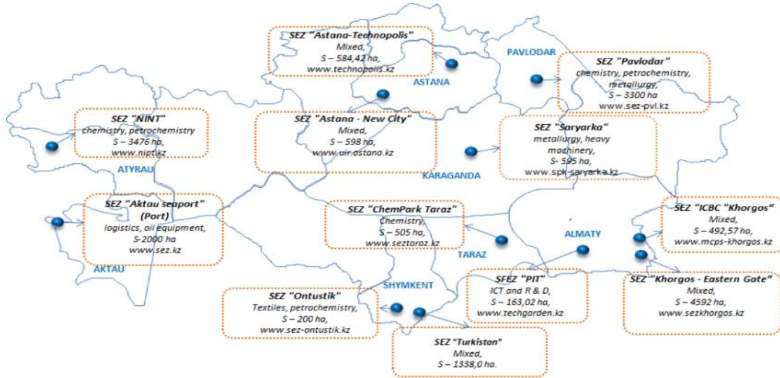 SEZ "Astana-Technopolis"
Mixed,
S – 584,42 ha,
www.technopolis.kz
ASTANA
PAVLODAR
SEZ "Pavlodar"
chemistry, petrochemistry,
metallurgy,
S – 3300 ha
www.sez-pvl.kz
SEZ "NINT"
chemistry, petrochemistry
S – 3476 ha,
www.nipt.kz
ATYRAU
SEZ "Astana - New City"
Mixed,
S – 598 ha,
www.uir-astana.kz
SEZ "Saryarka"
metallurgy, heavy
machinery,
S- 595 ha,
www.spk-saryarka.kz
KARAGANDA
SEZ "Aktau seaport"
(Port)
logistics, oil equipment,
S-2000 ha
www.sez.kz
AKTAU
SEZ "ChemPark Taraz"
Chemistry,
S – 505 ha,
www.seztaraz.kz
TARAZ
ALMATY
SEZ "ICBC "Khorgos"
Mixed,
S – 492,57 ha,
www.mcps-khorgos.kz
SHYMKENT
SFEZ "PIT"
ICT and R & D,
S – 163,02 ha,
www.techgarden.kz
SEZ "Khorgos - Eastern Gate"
Mixed,
S – 4592 ha,
www.sezkhorgos.kz
SEZ "Ontustik"
Textiles, petrochemistry,
S – 200 ha,
www.sez-ontustik.kz
SEZ "Turkistan"
Mixed,
S – 1338,0 ha.